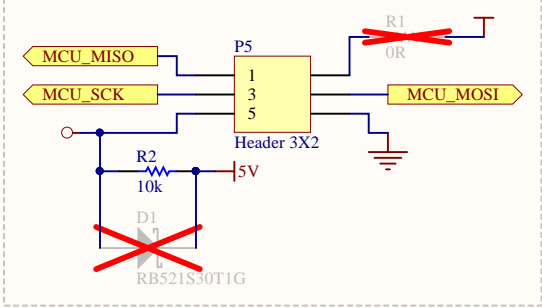 R1
0R
P5
MCU_MISO
1
MCU_SCK
3
MCU_MOSI
5
Header 3X2
R2
5V
10k
D1
RB521S30T1G